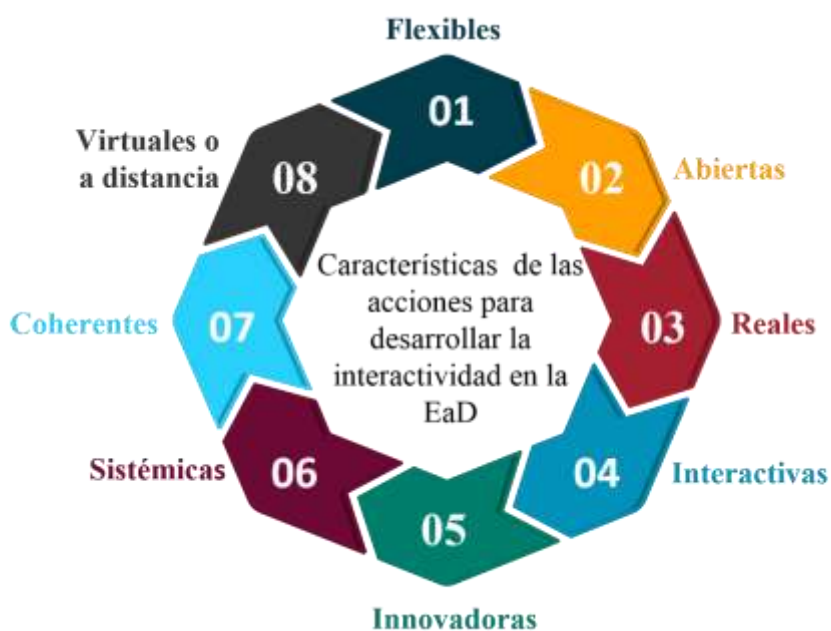 Flexibles
01
02
Abiertas
03
Reales
04
Interactivas
05
Innovadoras
06
Sistémicas
07
Coherentes
08
Virtuales o
a distancia
Características de las
acciones para
desarrollar la
interactividad en la
EaD